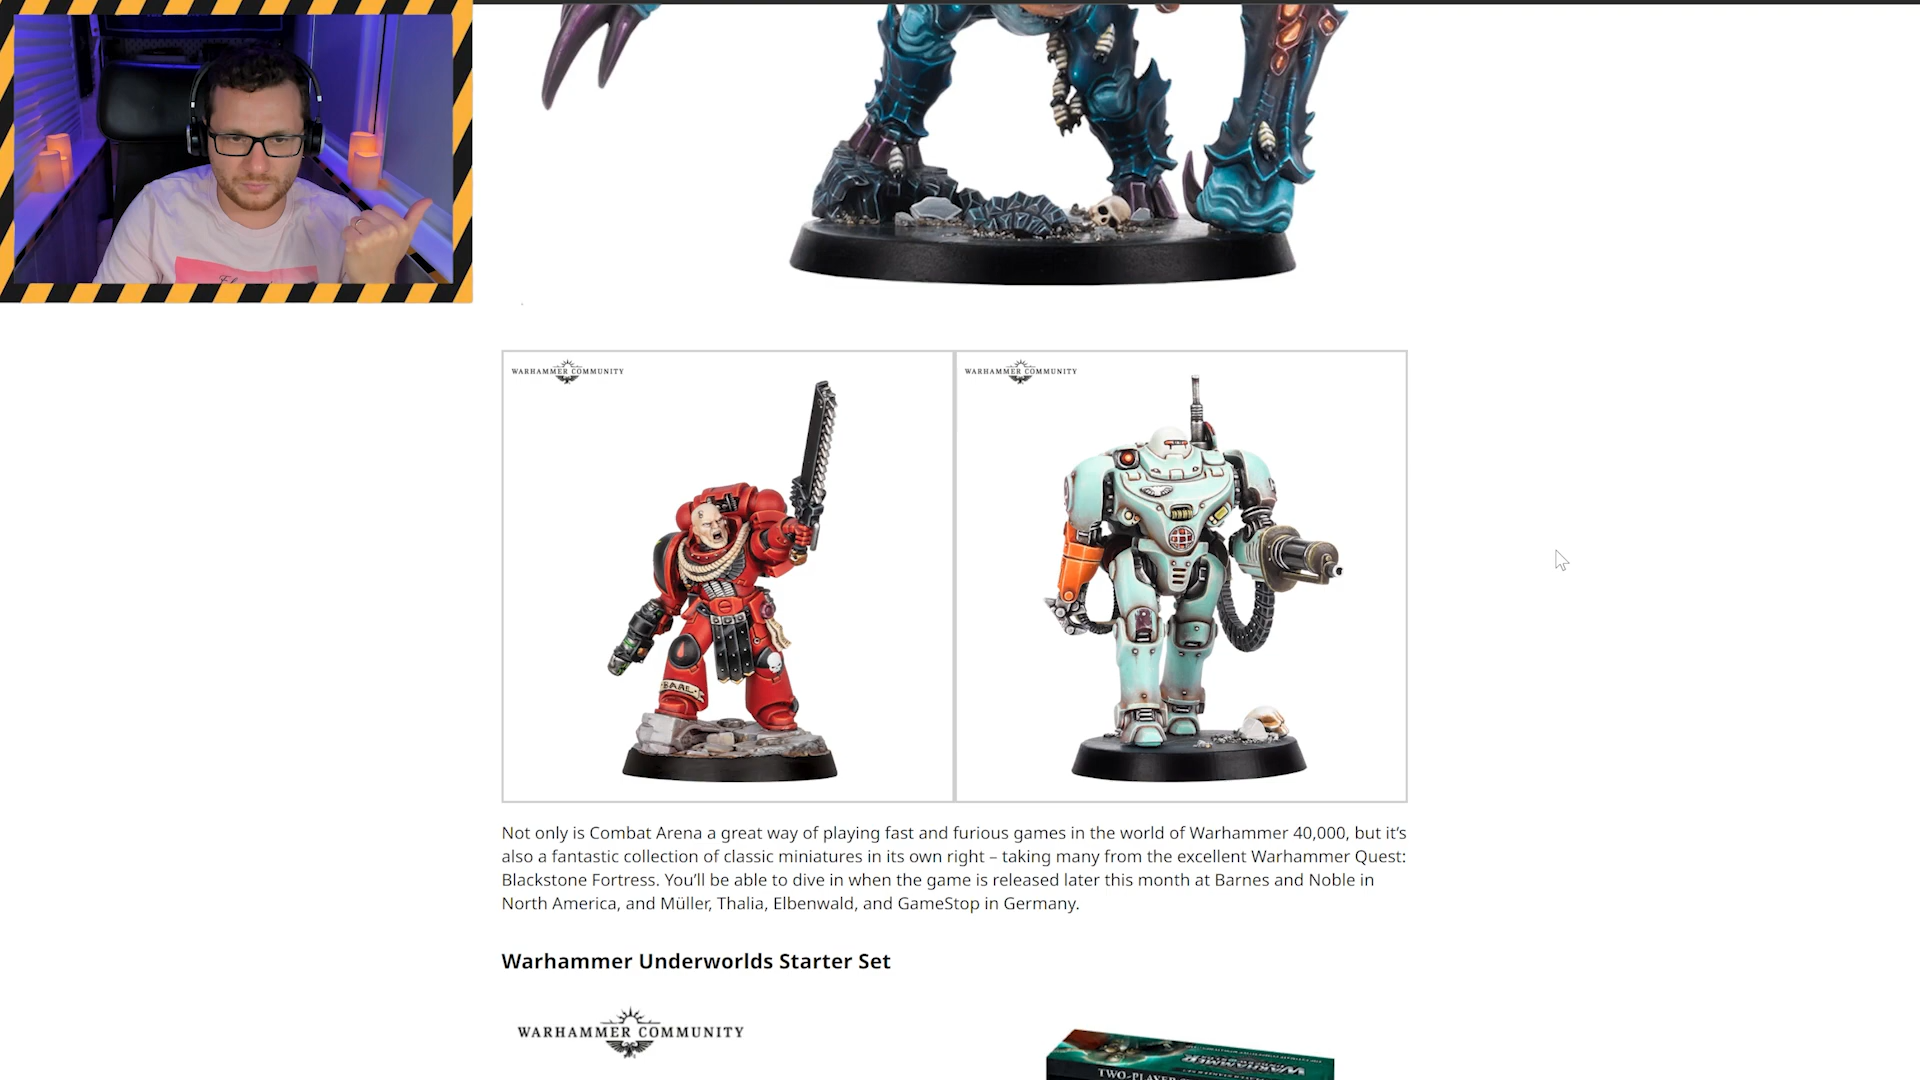 WARHAMMER COMMUNITY
WARHAMMER COMMUNITY
BAAL
Not only is Combat Arena a great way of playing fast and furious games in the world of Warhammer 40,000, but it’s
also a fantastic collection of classic miniatures in its own right – taking many from the excellent Warhammer Quest:
Blackstone Fortress. You’ll be able to dive in when the game is released later this month at Barnes and Noble in
North America, and Müller, Thalia, Elbenwald, and GameStop in Germany.
Warhammer Underworlds Starter Set
WARHAMMER COMMUNITY
WARHAMMER
TWO-PLAYER